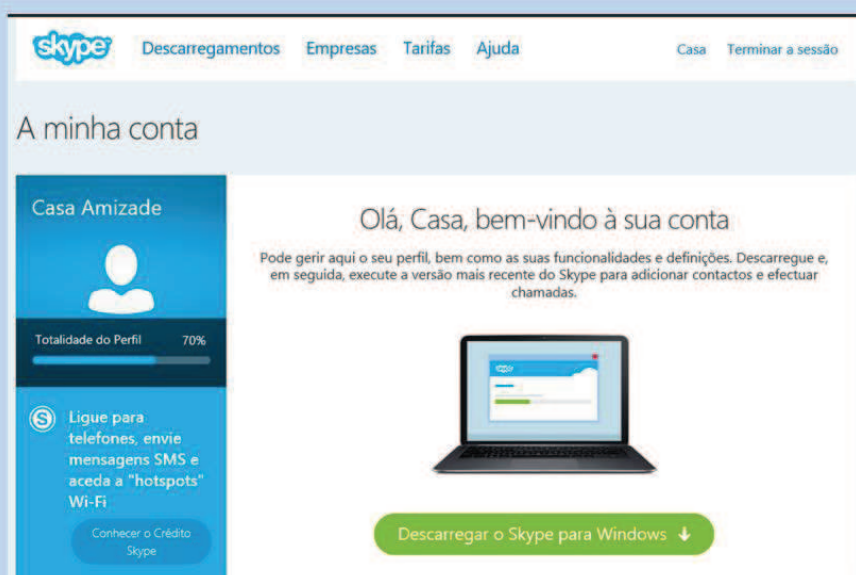 skype
Descarregamentos Empresas Tarifas Ajuda Casa Terminar a sessão
A minha conta
Casa Amizade
Totalidade do Perfil 70%
Ligue para
telefones, envie
mensagens SMS e
aceda a "hotspots"
Wi-Fi
Conhecer o Crédito
Skype
Olá, Casa, bem-vindo à sua conta
Pode gerir aqui o seu perfil, bem como as suas funcionalidades e definições. Descarregue e,
em seguida, execute a versão mais recente do Skype para adicionar contactos e efectuar
chamadas.
skype
Descarregar o Skype para Windows